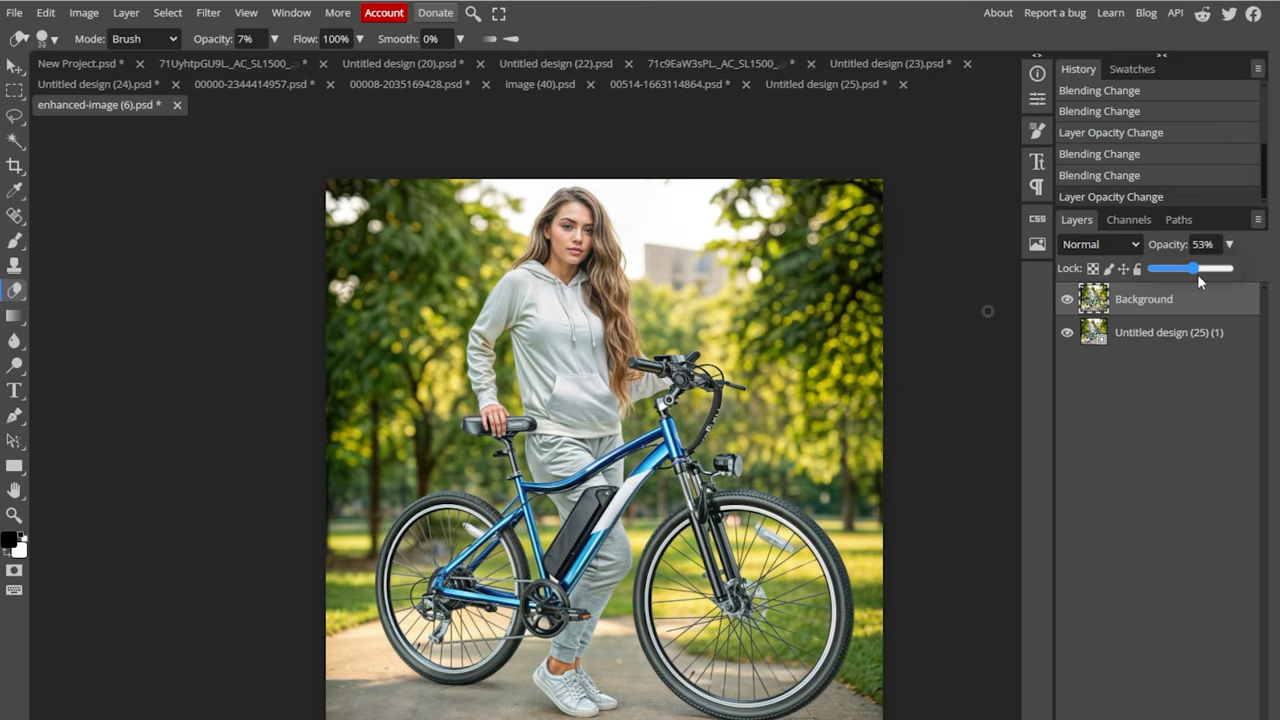 File Edit Image Layer Select Filter View Window More Account Donate About Report a bug Learn Blog API
39 Mode: Brush Opacity: 7% Flow: 100% Smooth: 0%
New Project.psd * 71UyhtpGU9L._AC_SL1500_. * Untitled design (20).psd * Untitled design (22).psd 71c9EaW3sPL._AC_SL1500_. * Untitled design (23).psd *
Untitled design (24).psd * 00000-2344414957.psd * 00008-2035169428.psd * image (40).psd 00514-1663114864.psd * Untitled design (25).psd *
enhanced-image (6).psd *
History Swatches
Blending Change
Blending Change
Layer Opacity Change
Blending Change
Blending Change
Layer Opacity Change
CSS
Layers Channels Paths
Normal Opacity: 53%
Lock:
Background
Untitled design (25) (1)